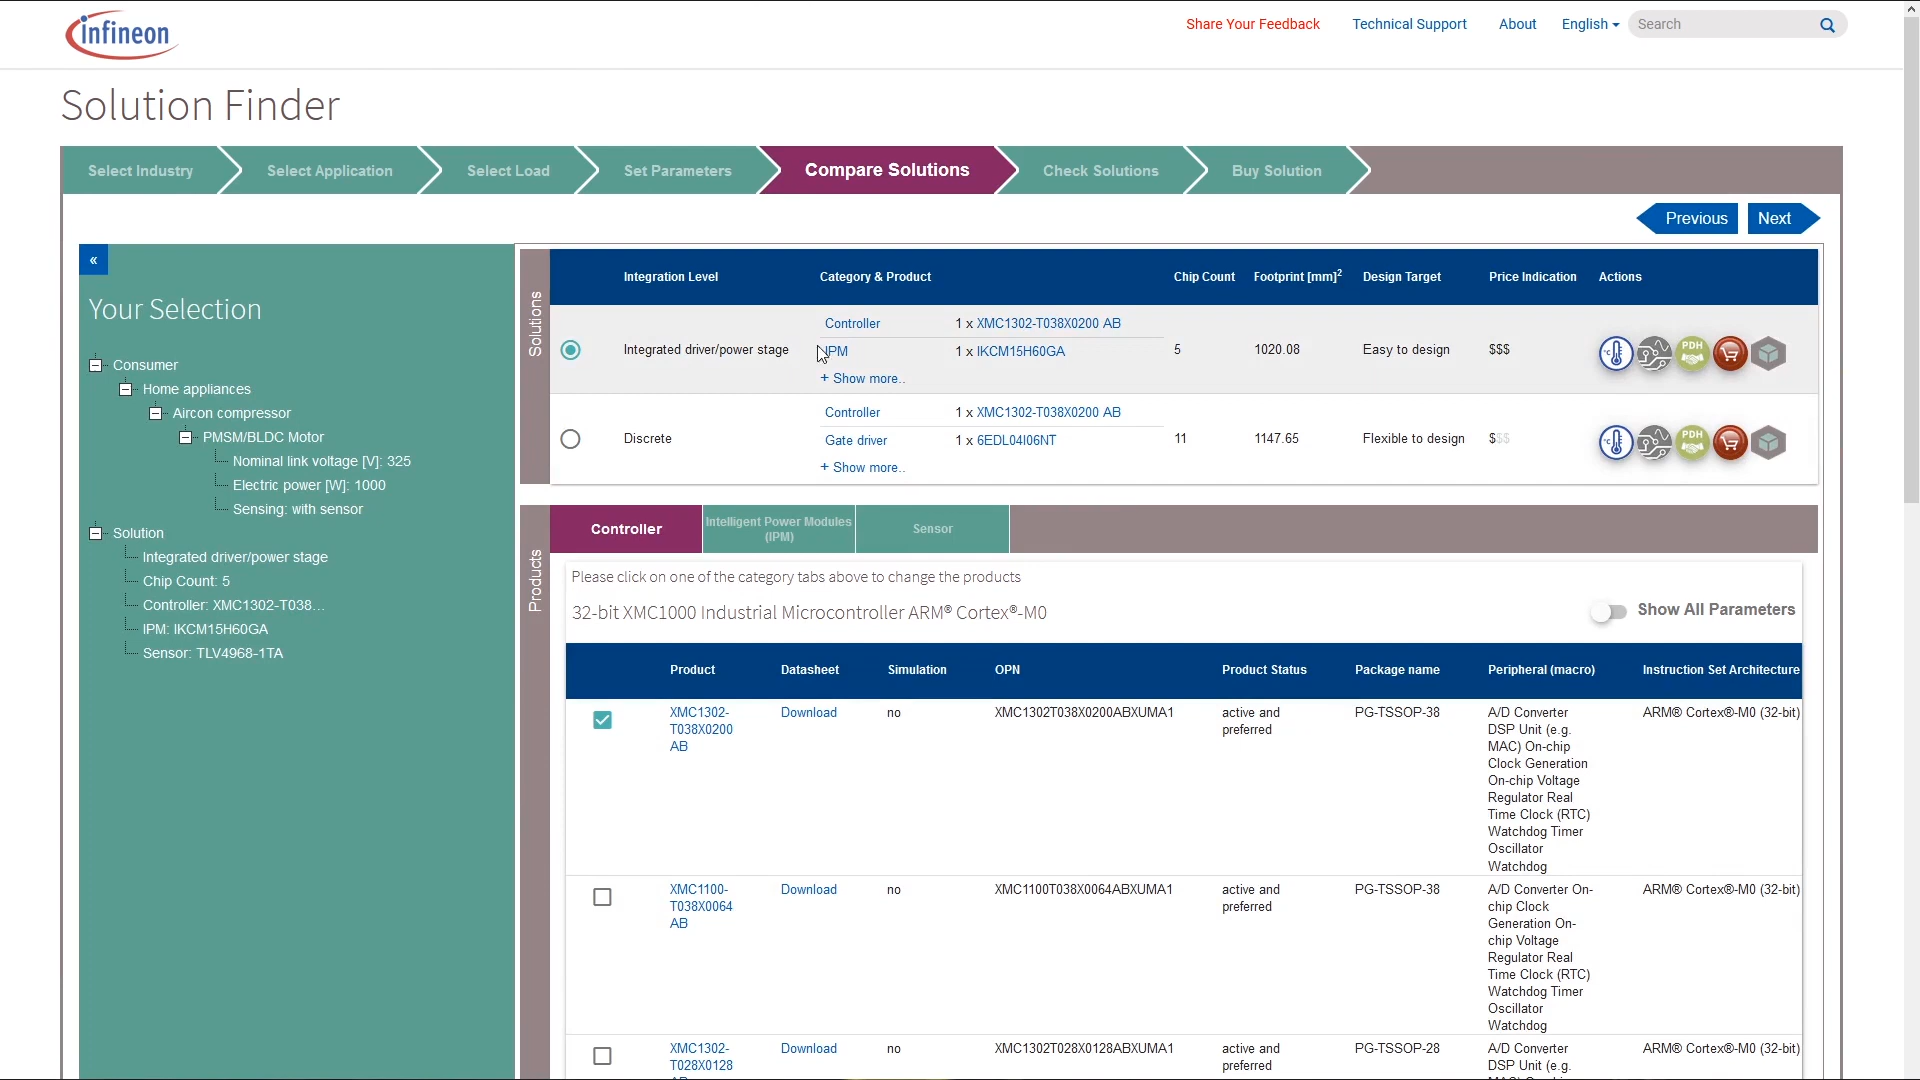 infineon
Share Your Feedback
Technical Support
About
English
Search
Solution Finder
Select Industry
Select Application
Select Load
Set Parameters
Compare Solutions
Check Solutions
Buy Solution
Previous
Next
«
Your Selection
Consumer
Home appliances
Aircon compressor
PMSM/BLDC Motor
Nominal link voltage [V]: 325
Electric power [W]: 1000
Sensing: with sensor
Solution
Integrated driver/power stage
Chip Count: 5
Controller: XMC1302-T038...
IPM: IKCM15H60GA
Sensor: TLV4968-1TA
Solutions
Integration Level
Category & Product
Chip Count
Footprint [mm]²
Design Target
Price Indication
Actions
Integrated driver/power stage
Controller
1 x XMC1302-T038X0200 AB
IPM
1 x IKCM15H60GA
+ Show more..
5
1020.08
Easy to design
$$$
°C
PDH
Discrete
Controller
1 x XMC1302-T038X0200 AB
Gate driver
1 x 6EDL04I06NT
+ Show more..
11
1147.65
Flexible to design
$$$
°C
PDH
Products
Controller
Intelligent Power Modules
(IPM)
Sensor
Please click on one of the category tabs above to change the products
32-bit XMC1000 Industrial Microcontroller ARM® Cortex®-M0
Show All Parameters
Product
Datasheet
Simulation
OPN
Product Status
Package name
Peripheral (macro)
Instruction Set Architecture
XMC1302-
T038X0200
AB
Download
no
XMC1302T038X0200ABXUMA1
active and
preferred
PG-TSSOP-38
A/D Converter
DSP Unit (e.g.
MAC) On-chip
Clock Generation
On-chip Voltage
Regulator Real
Time Clock (RTC)
Watchdog Timer
Oscillator
Watchdog
ARM® Cortex®-M0 (32-bit)
XMC1100-
T038X0064
AB
Download
no
XMC1100T038X0064ABXUMA1
active and
preferred
PG-TSSOP-38
A/D Converter On-
chip Clock
Generation On-
chip Voltage
Regulator Real
Time Clock (RTC)
Watchdog Timer
Oscillator
Watchdog
ARM® Cortex®-M0 (32-bit)
XMC1302-
T028X0128
Download
no
XMC1302T028X0128ABXUMA1
active and
preferred
PG-TSSOP-28
A/D Converter
DSP Unit (e.g.
ARM® Cortex®-M0 (32-bit)